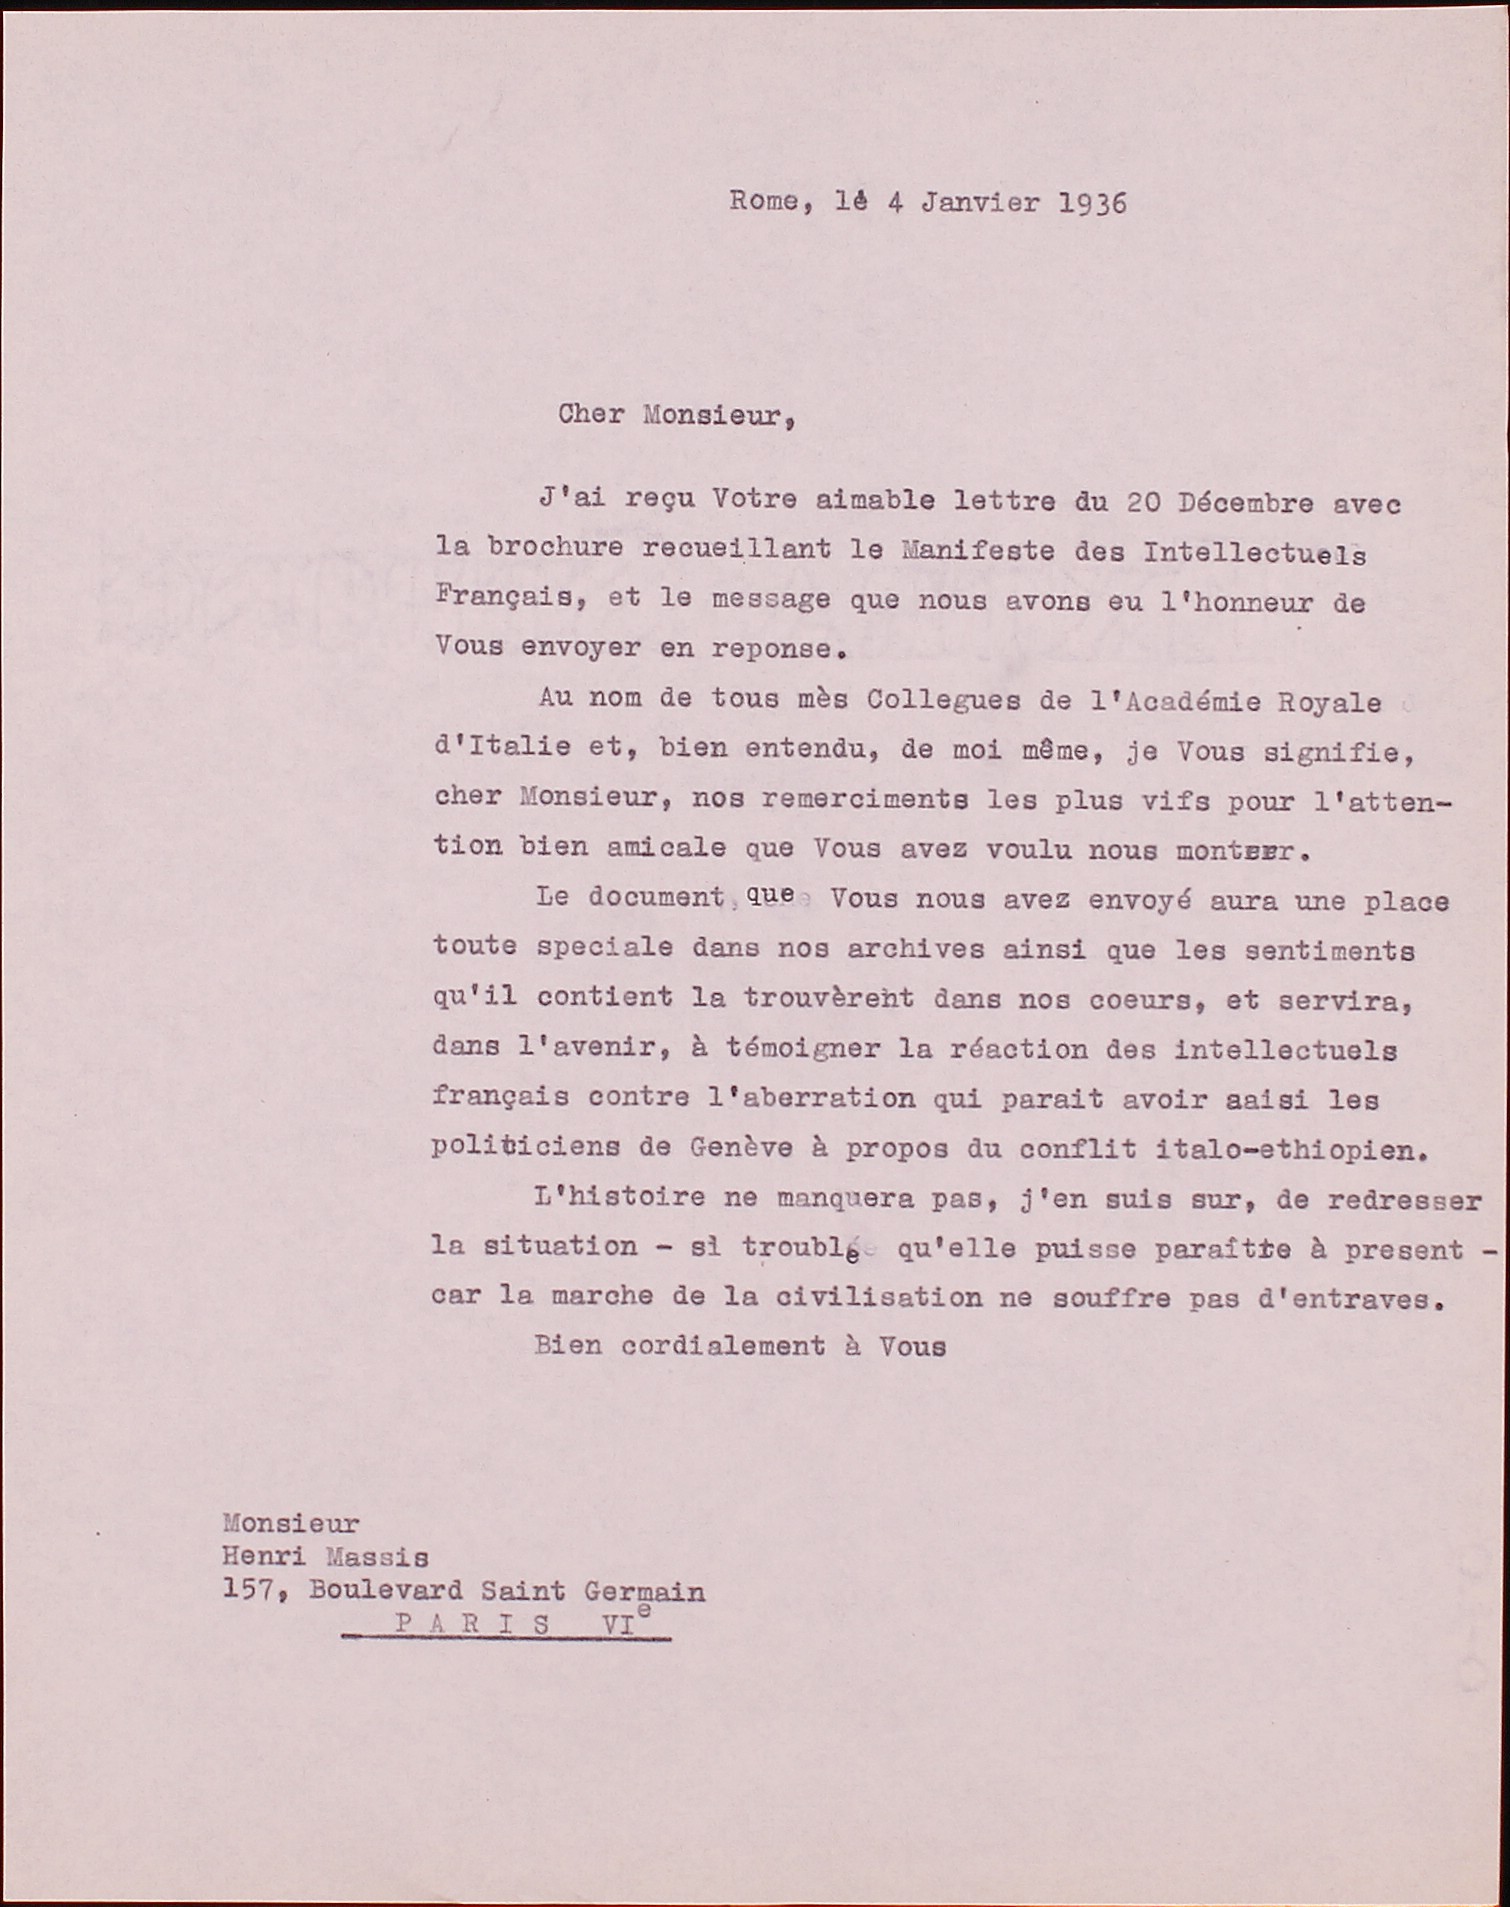 Rome, le 4 Janvier 1936
Cher Monsieur,
J'ai reçu Votre aimable lettre du 20 Décembre avec
la brochure recueillant le Manifeste des Intellectuels
Français, et le message que nous avons eu l'honneur de
Vous envoyer en reponse.
Au nom de tous mès Collegues de l'Académie Royale
d'Italie et, bien entendu, de moi même, je Vous signifie,
cher Monsieur, nos remerciments les plus vifs pour l'atten-
tion bien amicale que Vous avez voulu nous montrer.
Le document, que Vous nous avez envoyé aura une place
toute speciale dans nos archives ainsi que les sentiments
qu'il contient la trouvèrent dans nos coeurs, et servira,
dans l'avenir, à témoigner la réaction des intellectuels
français contre l'aberration qui parait avoir aaisi les
politiciens de Genève à propos du conflit italo-ethiopien.
L'histoire ne manquera pas, j'en suis sur, de redresser
la situation - si trouble qu'elle puisse paraître à present -
car la marche de la civilisation ne souffre pas d'entraves.
Bien cordialement à Vous
Monsieur
Henri Massis
157, Boulevard Saint Germain
P A R I S VIe